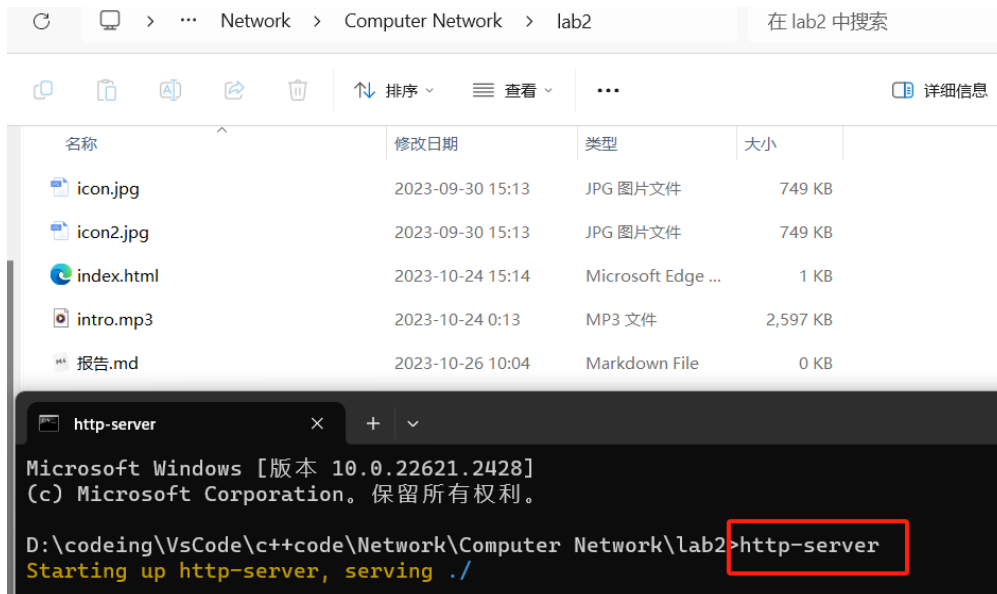 Network > Computer Network > lab2 在 lab2 中搜索
排序 查看 ... 详细信息
名称 修改日期 类型 大小
icon.jpg 2023-09-30 15:13 JPG 图片文件 749 KB
icon2.jpg 2023-09-30 15:13 JPG 图片文件 749 KB
index.html 2023-10-24 15:14 Microsoft Edge ... 1 KB
intro.mp3 2023-10-24 0:13 MP3 文件 2,597 KB
报告.md 2023-10-26 10:04 Markdown File 0 KB
http-server
Microsoft Windows [版本 10.0.22621.2428]
(c) Microsoft Corporation。保留所有权利。
D:\codeing\VsCode\c++code\Network\Computer Network\lab2>http-server
Starting up http-server, serving ./